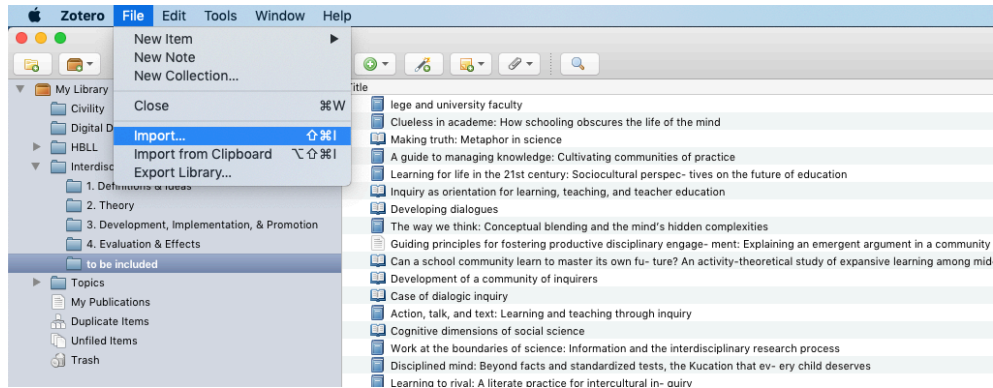 Zotero File Edit Tools Window Help
New Item
New Note
New Collection...
Close ⌘W
Import... ⇧⌘I
Import from Clipboard ⌥⇧⌘I
Export Library...
My Library
Civility
Digital D
HBLL
Interdisc
1. Definitions & Ideas
2. Theory
3. Development, Implementation, & Promotion
4. Evaluation & Effects
to be included
Topics
My Publications
Duplicate Items
Unfiled Items
Trash
Title
lege and university faculty
Clueless in academe: How schooling obscures the life of the mind
Making truth: Metaphor in science
A guide to managing knowledge: Cultivating communities of practice
Learning for life in the 21st century: Sociocultural perspec- tives on the future of education
Inquiry as orientation for learning, teaching, and teacher education
Developing dialogues
The way we think: Conceptual blending and the mind's hidden complexities
Guiding principles for fostering productive disciplinary engage- ment: Explaining an emergent argument in a community
Can a school community learn to master its own fu- ture? An activity-theoretical study of expansive learning among mid
Development of a community of inquirers
Case of dialogic inquiry
Action, talk, and text: Learning and teaching through inquiry
Cognitive dimensions of social science
Work at the boundaries of science: Information and the interdisciplinary research process
Disciplined mind: Beyond facts and standardized tests, the Kucation that ev- ery child deserves
Learning to rival: A literate practice for intercultural in- quiry